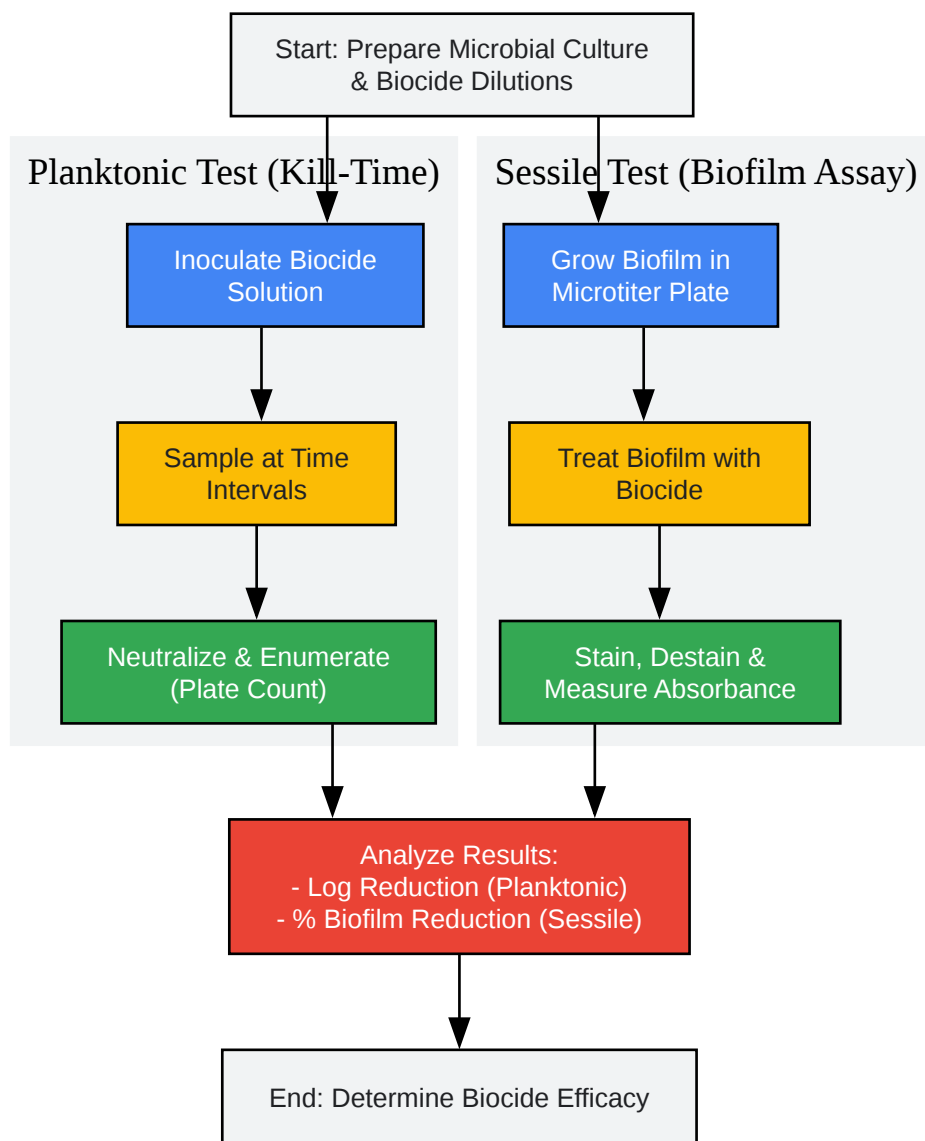 Start: Prepare Microbial Culture
& Biocide Dilutions
Planktonic Test (Kill-Time)
Inoculate Biocide
Solution
Sample at Time
Intervals
Neutralize & Enumerate
(Plate Count)
Sessile Test (Biofilm Assay)
Grow Biofilm in
Microtiter Plate
Treat Biofilm with
Biocide
Stain, Destain &
Measure Absorbance
Analyze Results:
- Log Reduction (Planktonic)
- % Biofilm Reduction (Sessile)
End: Determine Biocide Efficacy